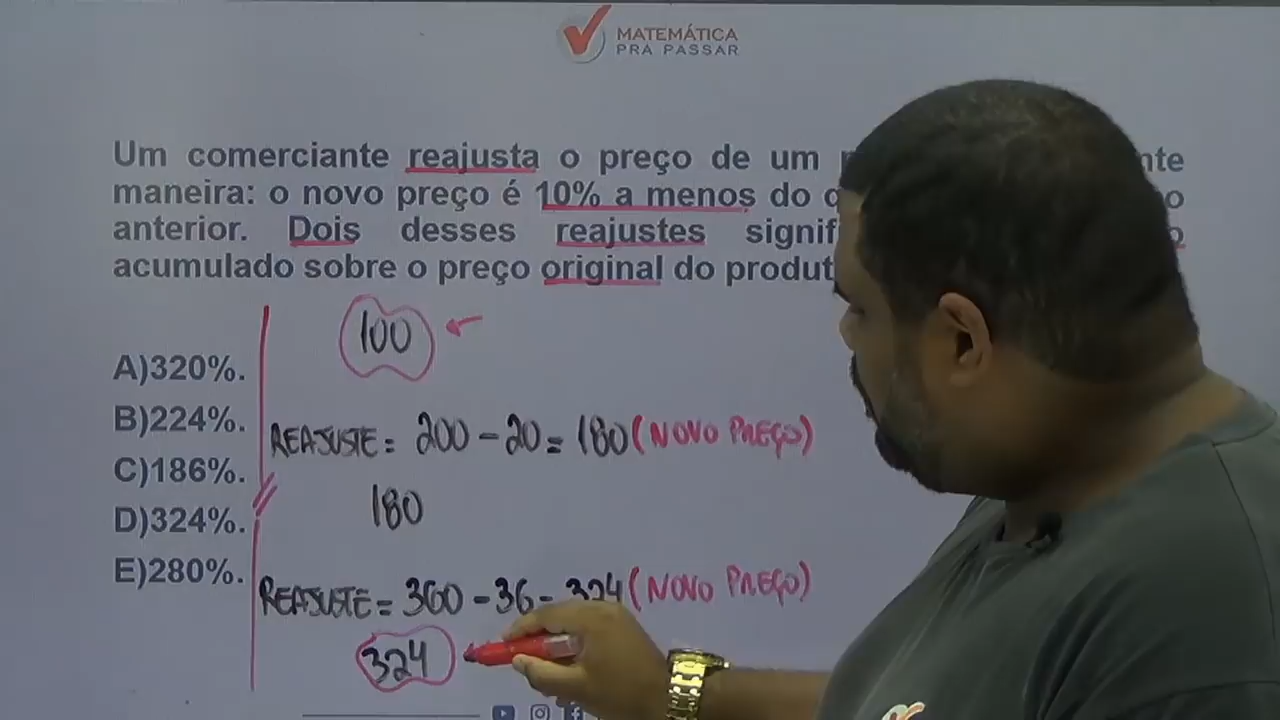 MATEMÁTICA
PRA PASSAR
Um comerciante reajusta o preço de um
maneira: o novo preço é 10% a menos do
anterior. Dois desses reajustes
acumulado sobre o preço original do
A)320%.
B)224%.
C)186%.
D)324%.
E)280%.
100
REAJUSTE = 200 - 20 = 180 (NOVO PREÇO)
180
REAJUSTE = 360 - 36 = 324 (NOVO PREÇO)
324